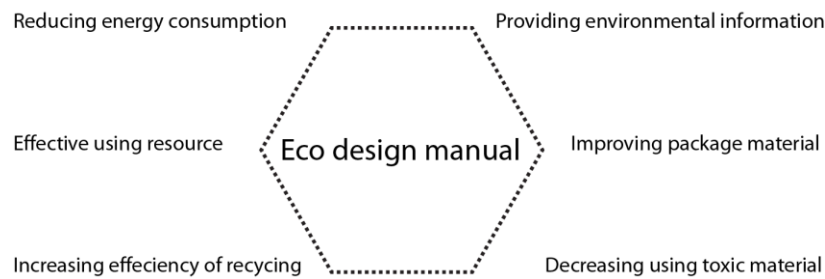 Reducing energy consumption
Providing environmental information
Effective using resource
Eco design manual
Improving package material
Increasing effeciency of recycing
Decreasing using toxic material